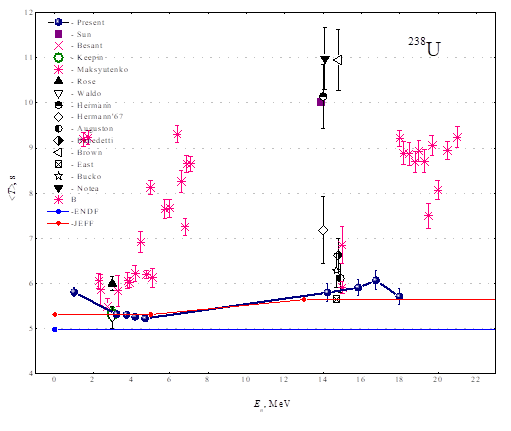 12
11
10
9
8
7
6
5
4
<T>, s
238U
- Present
- Sun
- Besant
- Keepin
- Maksyutenko
- Rose
- Waldo
- Hermann
- Hermann'67
- Auguston
- Benedetti
- Brown
- East
- Bucko
- Notea
B
-ENDF
-JEFF
0 2 4 6 8 10 12 14 16 18 20 22
En, MeV